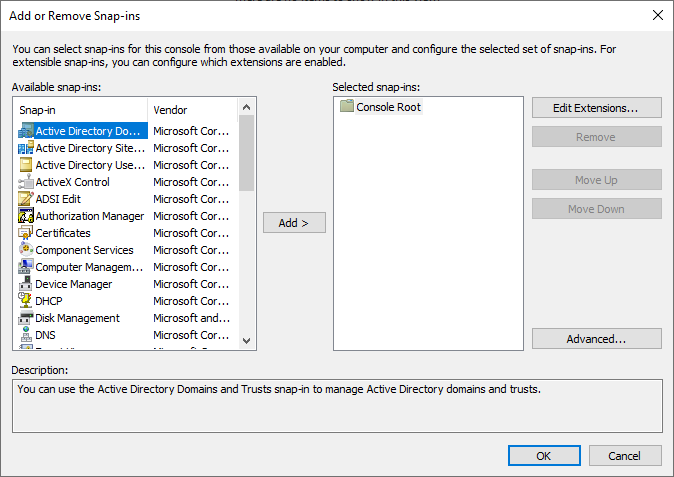 Add or Remove Snap-ins
You can select snap-ins for this console from those available on your computer and configure the selected set of snap-ins. For
extensible snap-ins, you can configure which extensions are enabled.
Available snap-ins:
Selected snap-ins:
Snap-in Vendor
Active Directory Do... Microsoft Cor...
Active Directory Site... Microsoft Cor...
Active Directory Use... Microsoft Cor...
ActiveX Control Microsoft Cor...
ADSI Edit Microsoft Cor...
Authorization Manager Microsoft Cor...
Certificates Microsoft Cor...
Component Services Microsoft Cor...
Computer Managem... Microsoft Cor...
Device Manager Microsoft Cor...
DHCP Microsoft Cor...
Disk Management Microsoft and...
DNS Microsoft Cor...
Add >
Console Root
Edit Extensions...
Remove
Move Up
Move Down
Advanced...
Description:
You can use the Active Directory Domains and Trusts snap-in to manage Active Directory domains and trusts.
OK
Cancel